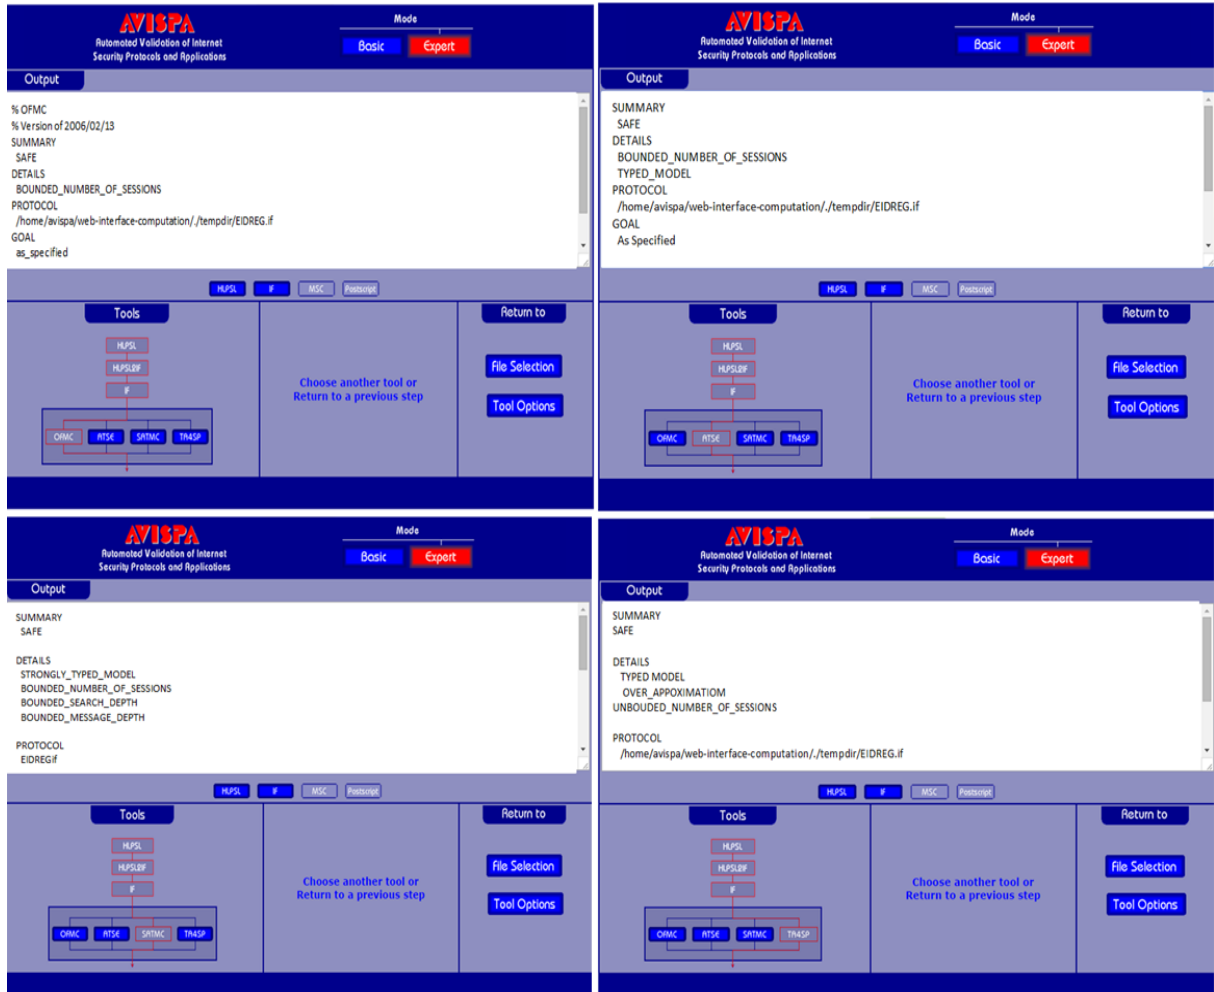 AVISPA
Automated Validation of Internet
Security Protocols and Applications
Mode
Basic
Expert
Output
% OFMC
% Version of 2006/02/13
SUMMARY
SAFE
DETAILS
BOUNDED_NUMBER_OF_SESSIONS
PROTOCOL
/home/avispa/web-interface-computation/./tempdir/EIDREG.if
GOAL
as_specified
HLPSL
IF
MSC
Postscript
Tools
HLPSL
HLPSL2IF
IF
OFMC
ATSE
SATMC
TA4SP
Choose another tool or
Return to a previous step
Return to
File Selection
Tool Options
AVISPA
Automated Validation of Internet
Security Protocols and Applications
Mode
Basic
Expert
Output
SUMMARY
SAFE
DETAILS
BOUNDED_NUMBER_OF_SESSIONS
TYPED_MODEL
PROTOCOL
/home/avispa/web-interface-computation/./tempdir/EIDREG.if
GOAL
As Specified
HLPSL
IF
MSC
Postscript
Tools
HLPSL
HLPSL2IF
IF
OFMC
ATSE
SATMC
TA4SP
Choose another tool or
Return to a previous step
Return to
File Selection
Tool Options
AVISPA
Automated Validation of Internet
Security Protocols and Applications
Mode
Basic
Expert
Output
SUMMARY
SAFE
DETAILS
STRONGLY_TYPED_MODEL
BOUNDED_NUMBER_OF_SESSIONS
BOUNDED_SEARCH_DEPTH
BOUNDED_MESSAGE_DEPTH
PROTOCOL
EIDREGif
HLPSL
IF
MSC
Postscript
Tools
HLPSL
HLPSL2IF
IF
OFMC
ATSE
SATMC
TA4SP
Choose another tool or
Return to a previous step
Return to
File Selection
Tool Options
AVISPA
Automated Validation of Internet
Security Protocols and Applications
Mode
Basic
Expert
Output
SUMMARY
SAFE
DETAILS
TYPED MODEL
OVER_APPOXIMATIOM
UNBOUDED_NUMBER_OF_SESSIONS
PROTOCOL
/home/avispa/web-interface-computation/./tempdir/EIDREG.if
HLPSL
IF
MSC
Postscript
Tools
HLPSL
HLPSL2IF
IF
OFMC
ATSE
SATMC
TA4SP
Choose another tool or
Return to a previous step
Return to
File Selection
Tool Options